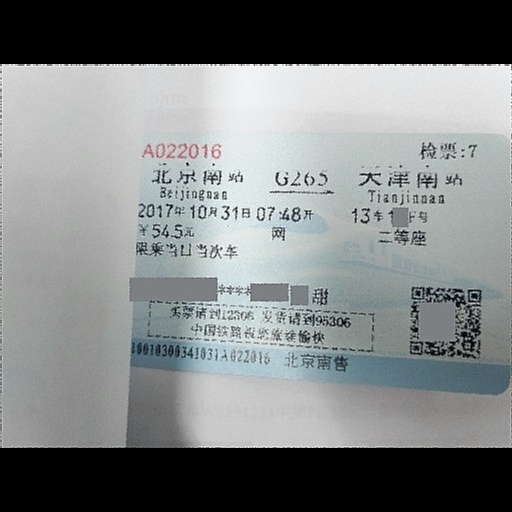 A022016 检票:7
北京南站 G265 天津南站
Beijingnan Tianjinnan
2017年10月31日07:48开 13车1 号
￥54.5元 网 二等座
限乘当日当次车
****甜
买票请到12306 发货请到95306
中国铁路祝您旅途愉快
0010300341031A022016 北京南售